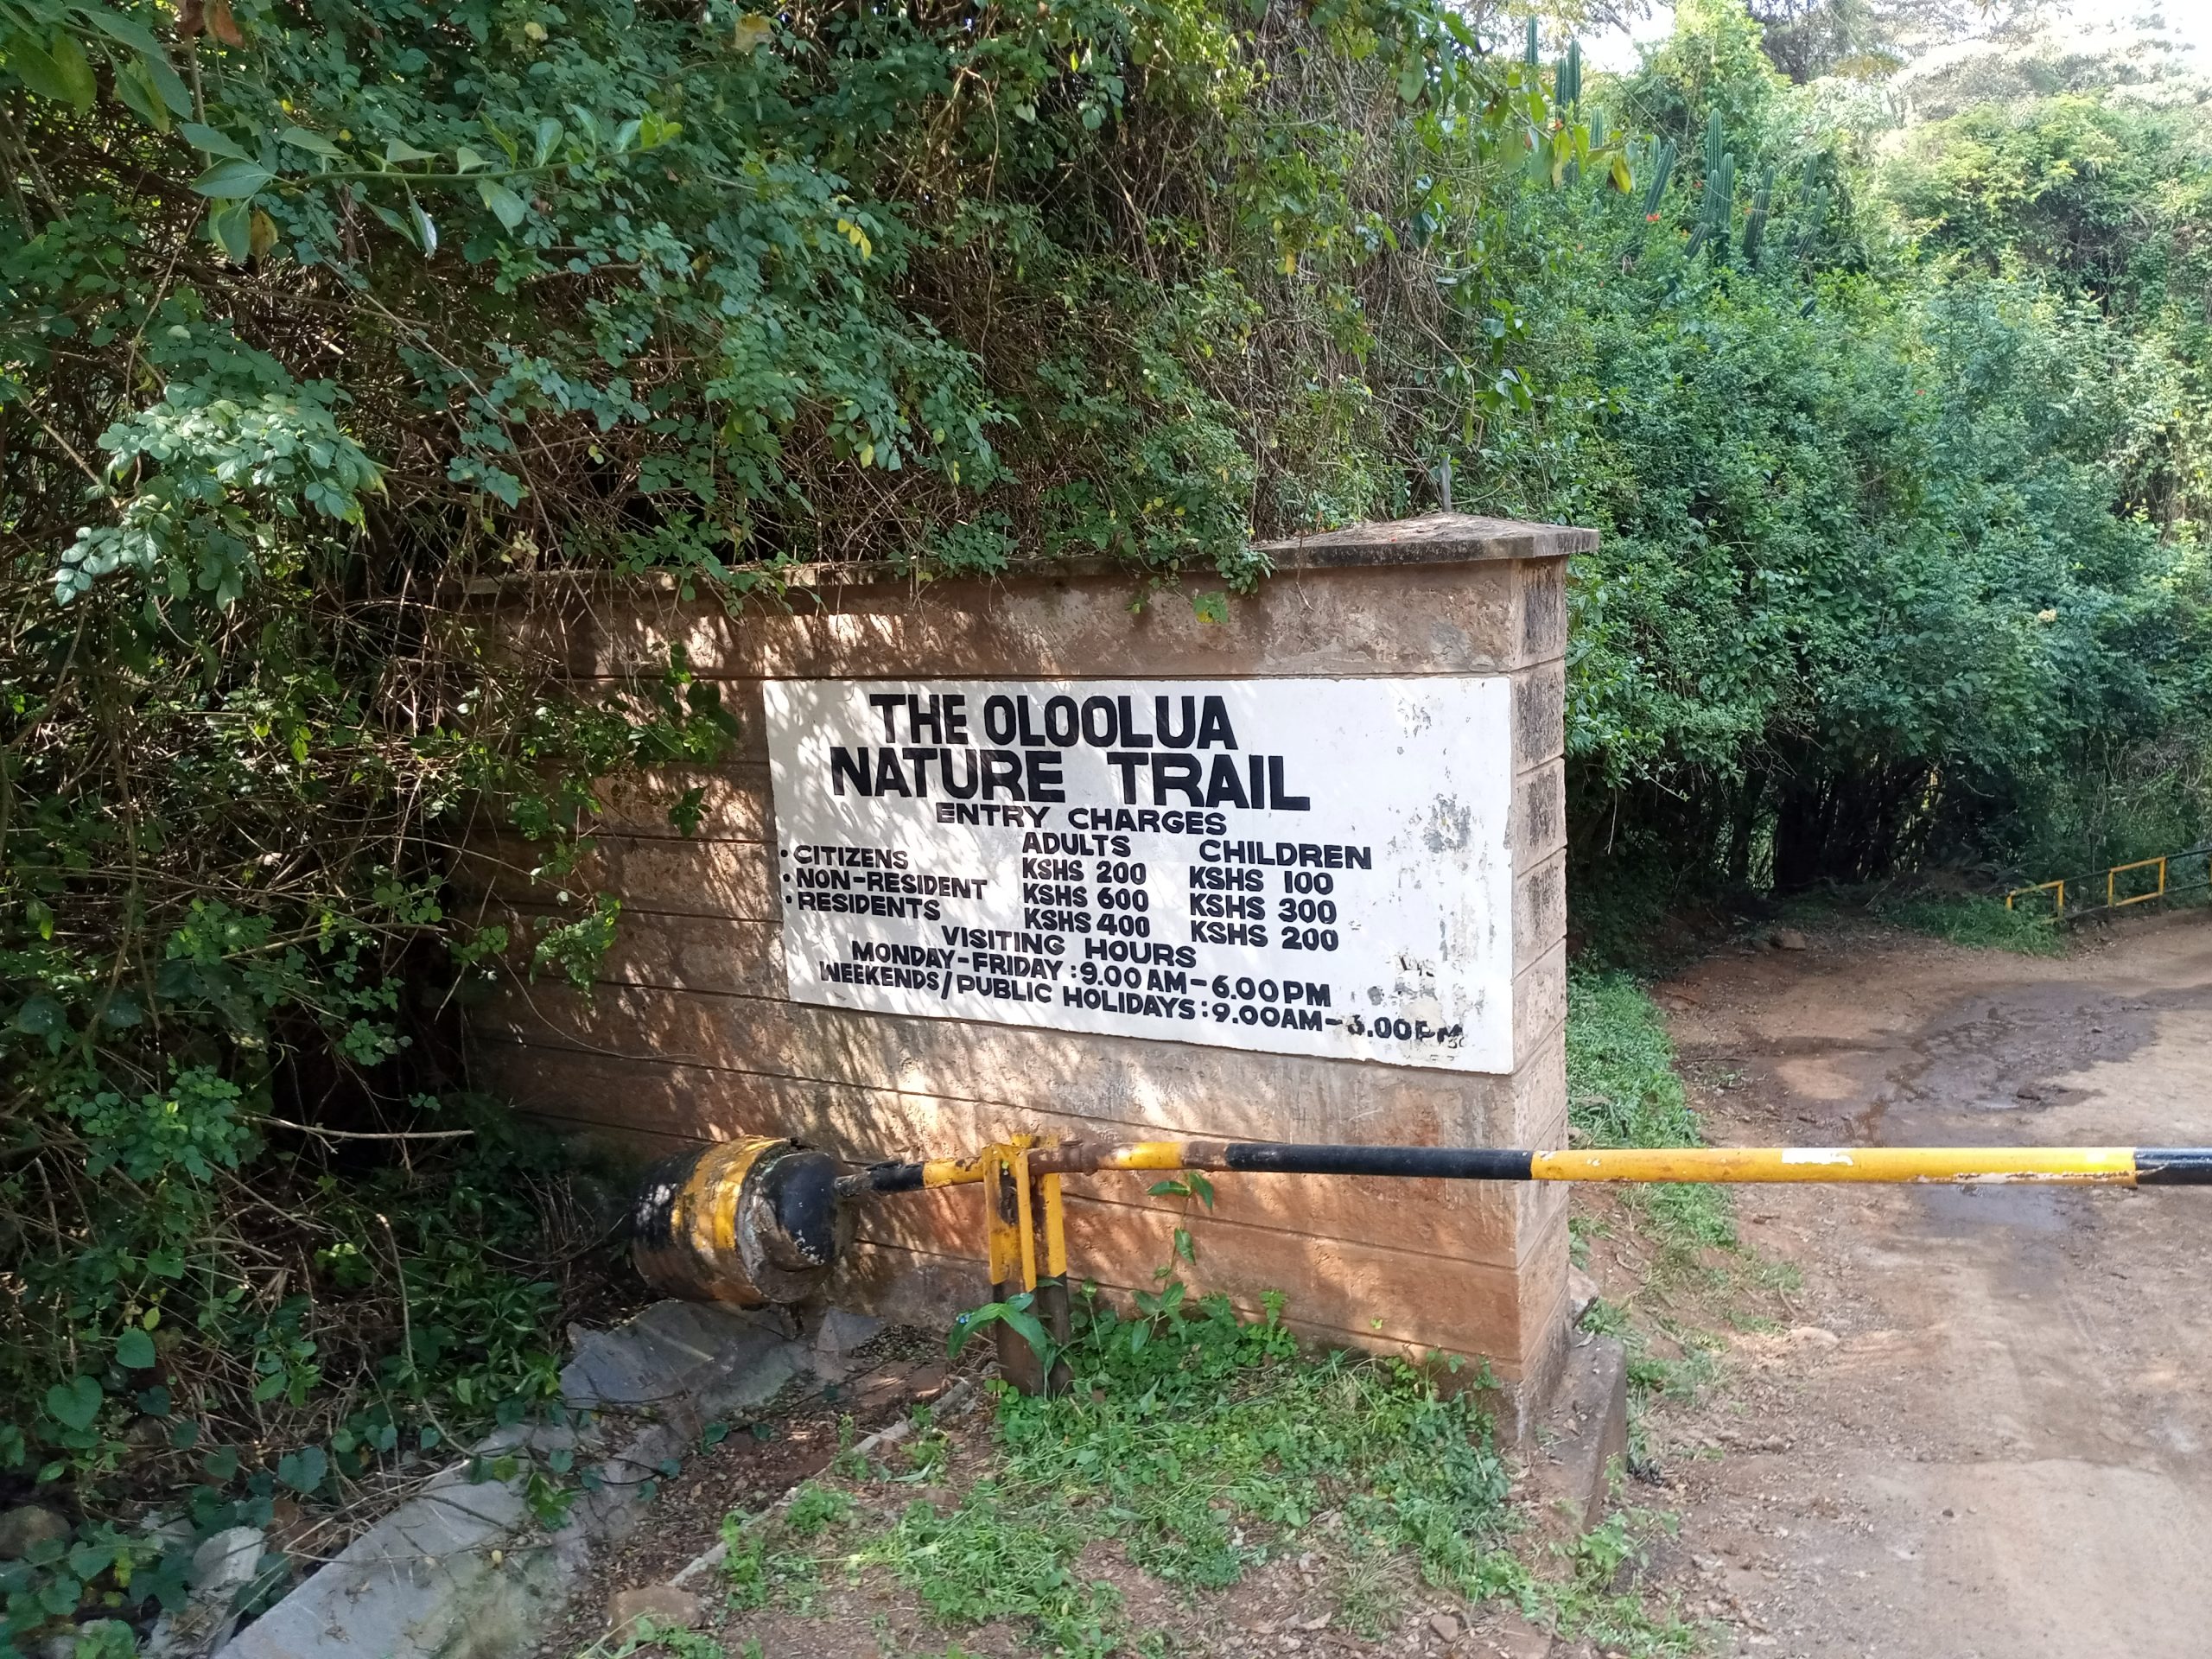 THE OLOOLUA
NATURE TRAIL
ENTRY CHARGES
ADULTS CHILDREN
• CITIZENS KSHS 200 KSHS 100
• NON-RESIDENT KSHS 600 KSHS 300
• RESIDENTS KSHS 400 KSHS 200
VISITING HOURS
MONDAY-FRIDAY : 9.00 AM - 6.00 PM
WEEKENDS/PUBLIC HOLIDAYS : 9.00AM-